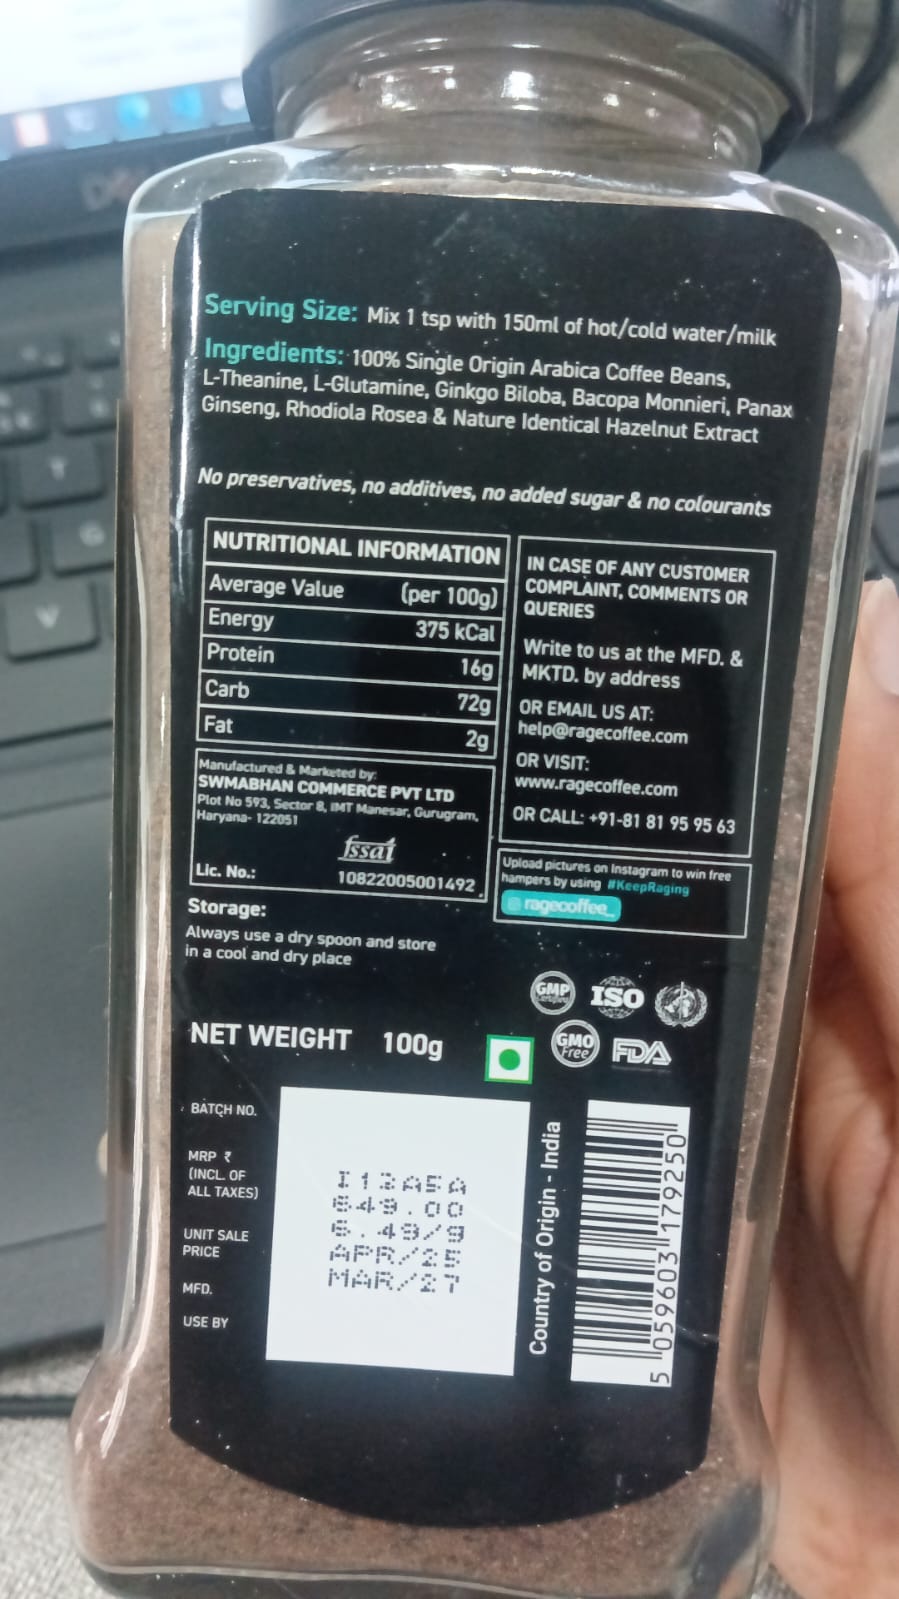 Serving Size: Mix 1 tsp with 150ml of hot/cold water/milk
Ingredients: 100% Single Origin Arabica Coffee Beans,
L-Theanine, L-Glutamine, Ginkgo Biloba, Bacopa Monnieri, Panax
Ginseng, Rhodiola Rosea & Nature Identical Hazelnut Extract
No preservatives, no additives, no added sugar & no colourants
NUTRITIONAL INFORMATION
Average Value (per 100g)
Energy 375 kCal
Protein 16g
Carb 72g
Fat 2g
IN CASE OF ANY CUSTOMER
COMPLAINT, COMMENTS OR
QUERIES
Write to us at the MFD. &
MKTD. by address
OR EMAIL US AT:
help@ragecoffee.com
OR VISIT:
www.ragecoffee.com
OR CALL: +91-81 81 95 95 63
Manufactured & Marketed by:
SWMABHAN COMMERCE PVT LTD
Plot No 593, Sector 8, IMT Manesar, Gurugram,
Haryana- 122051
fssai
Lic. No.: 10822005001492
Upload pictures on Instagram to win free
hampers by using #KeepRaging
ragecoffee_
Storage:
Always use a dry spoon and store
in a cool and dry place
GMP
Certified
ISO
GMO
Free
FDA
NET WEIGHT 100g
BATCH NO.
MRP ₹
(INCL. OF
ALL TAXES)
UNIT SALE
PRICE
MFD.
USE BY
I13A5A
649.00
6.49/g
APR/25
MAR/27
Country of Origin - India
5 059603 179250